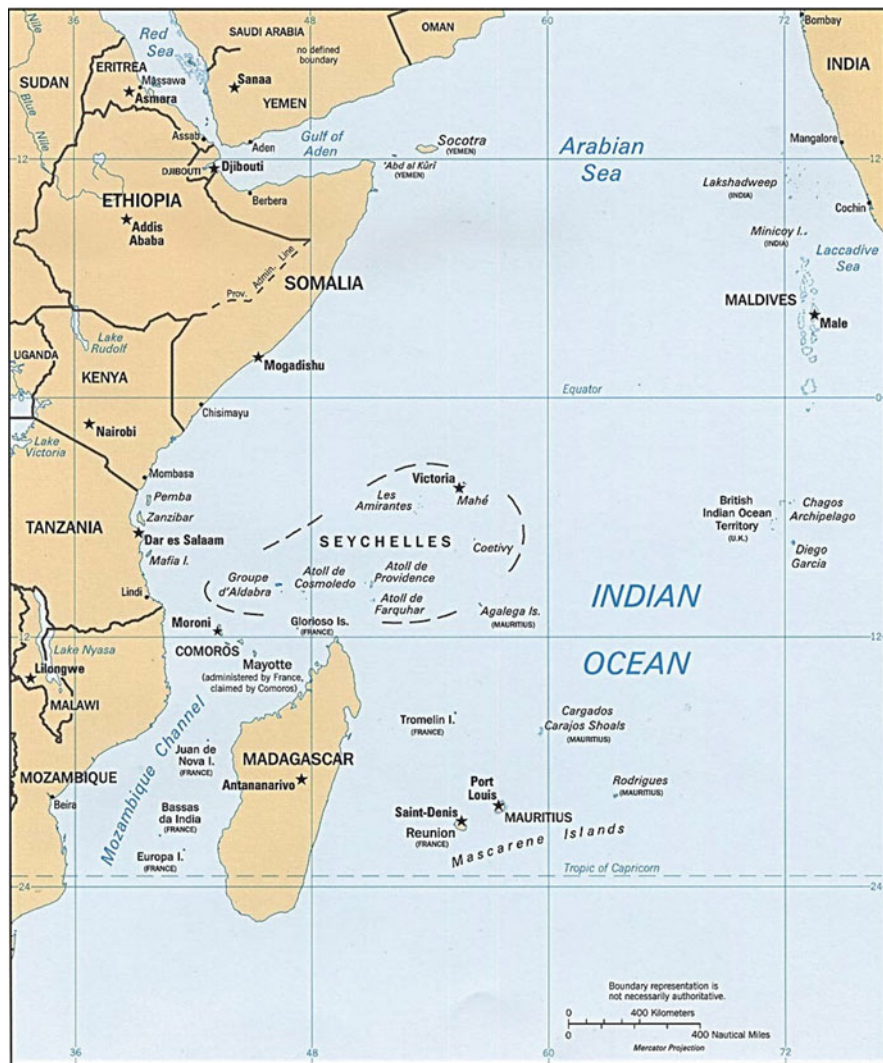 36
48
60
72
Nile
Red
Sea
SAUDI ARABIA
no defined
boundary
OMAN
Bombay
INDIA
SUDAN
ERITREA
Massawa
Asmara
Sanaa
YEMEN
Blue
Nile
Assab
Aden
Gulf of
Aden
Socotra
(YEMEN)
'Abd al Kūrī
(YEMEN)
Arabian
Sea
Mangalore
12
12
DJIBOUTI
Djibouti
Berbera
Lakshadweep
(INDIA)
Cochin
ETHIOPIA
Addis
Ababa
Minicoy I.
(INDIA)
Laccadive
Sea
Prov. Admin. Line
SOMALIA
MALDIVES
Male
Lake
Rudolf
UGANDA
KENYA
Mogadishu
Equator
0
0
Chisimayu
Nairobi
Lake
Victoria
Mombasa
Pemba
Zanzibar
TANZANIA
Dar es Salaam
Mafia I.
Lindi
Victoria
Mahé
Les
Amirantes
SEYCHELLES
Coetivy
Groupe
d'Aldabra
Atoll de
Cosmoledo
Atoll de
Providence
Atoll de
Farquhar
British
Indian Ocean
Territory
(U.K.)
Chagos
Archipelago
Diego
Garcia
INDIAN
OCEAN
Agalega Is.
(MAURITIUS)
Moroni
Glorioso Is.
(FRANCE)
12
12
COMOROS
Mayotte
(administered by France,
claimed by Comoros)
Lake Nyasa
Lilongwe
MALAWI
Mozambique Channel
Juan de
Nova I.
(FRANCE)
MADAGASCAR
Antananarivo
Tromelin I.
(FRANCE)
Cargados
Carajos Shoals
(MAURITIUS)
MOZAMBIQUE
Beira
Bassas
da India
(FRANCE)
Europa I.
(FRANCE)
Port
Louis
MAURITIUS
Saint-Denis
Reunion
(FRANCE)
Rodrigues
(MAURITIUS)
Mascarene Islands
Tropic of Capricorn
24
24
Boundary representation is
not necessarily authoritative.
0 400 Kilometers
0 400 Nautical Miles
Mercator Projection
36
48
60
72